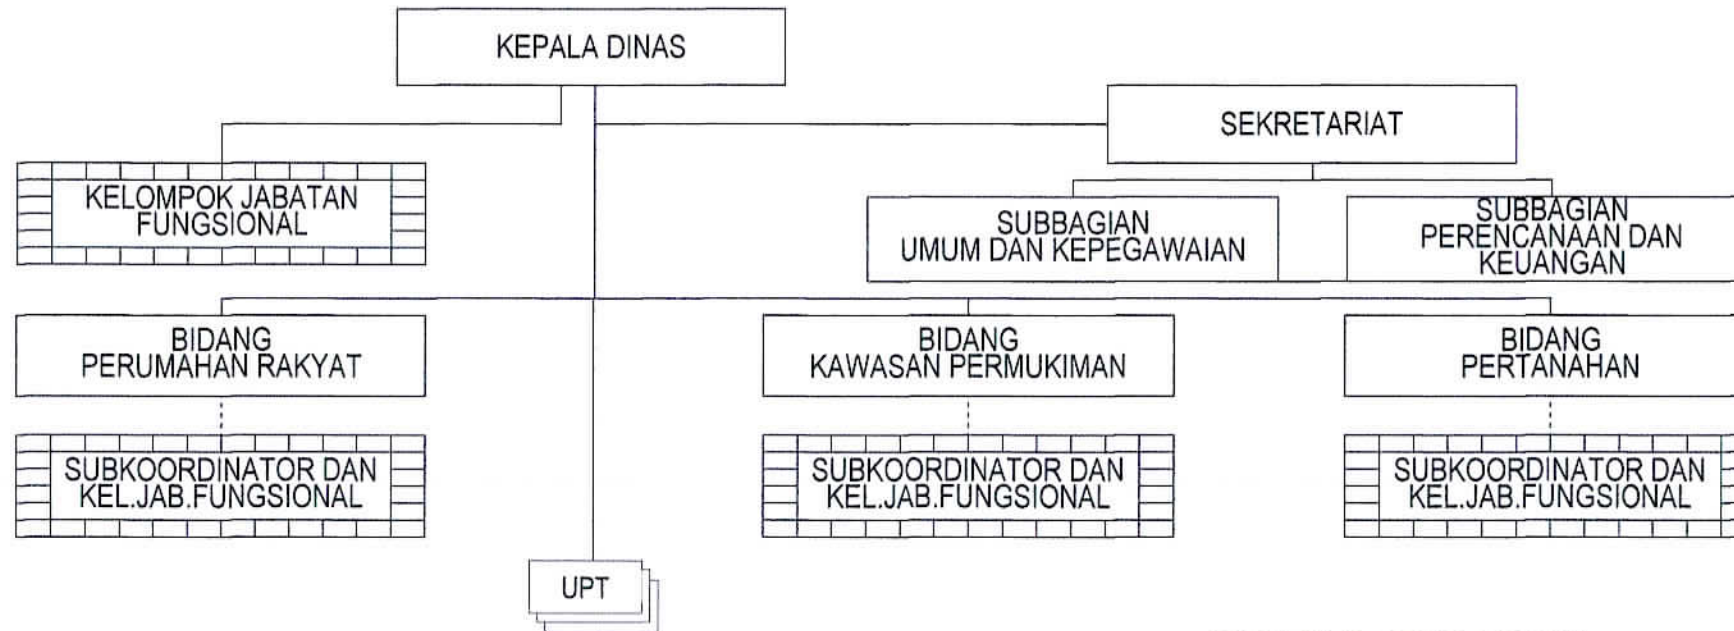 KEPALA DINAS
SEKRETARIAT
KELOMPOK JABATAN
FUNGSIONAL
SUBBAGIAN
UMUM DAN KEPEGAWAIAN
SUBBAGIAN
PERENCANAAN DAN
KEUANGAN
BIDANG
PERUMAHAN RAKYAT
BIDANG
KAWASAN PERMUKIMAN
BIDANG
PERTANAHAN
SUBKOORDINATOR DAN
KEL.JAB.FUNGSIONAL
SUBKOORDINATOR DAN
KEL.JAB.FUNGSIONAL
SUBKOORDINATOR DAN
KEL.JAB.FUNGSIONAL
UPT